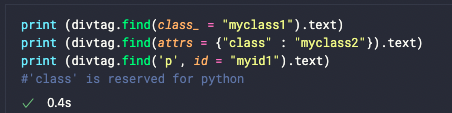 print (divtag.find(class_ = "myclass1").text)
print (divtag.find(attrs = {"class" : "myclass2"}).text)
print (divtag.find('p', id = "myid1").text)
#'class' is reserved for python
✓ 0.4s